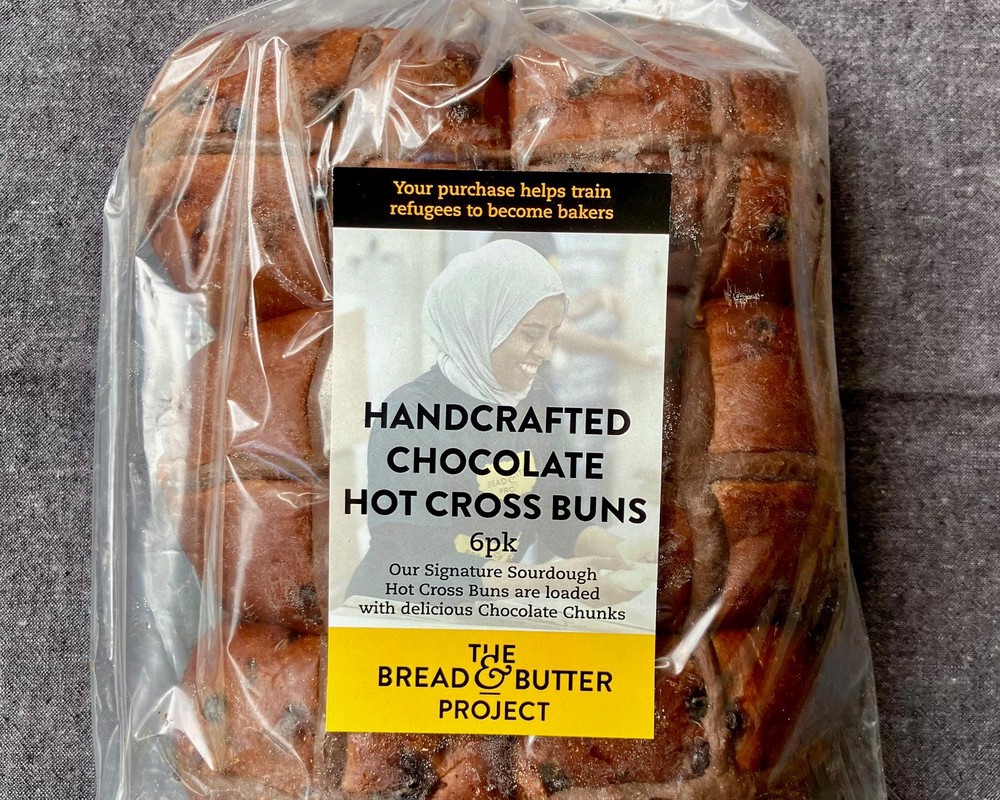 Your purchase helps train
refugees to become bakers
HANDCRAFTED
CHOCOLATE
HOT CROSS BUNS
6pk
Our Signature Sourdough
Hot Cross Buns are loaded
with delicious Chocolate Chunks
THE
BREAD & BUTTER
PROJECT